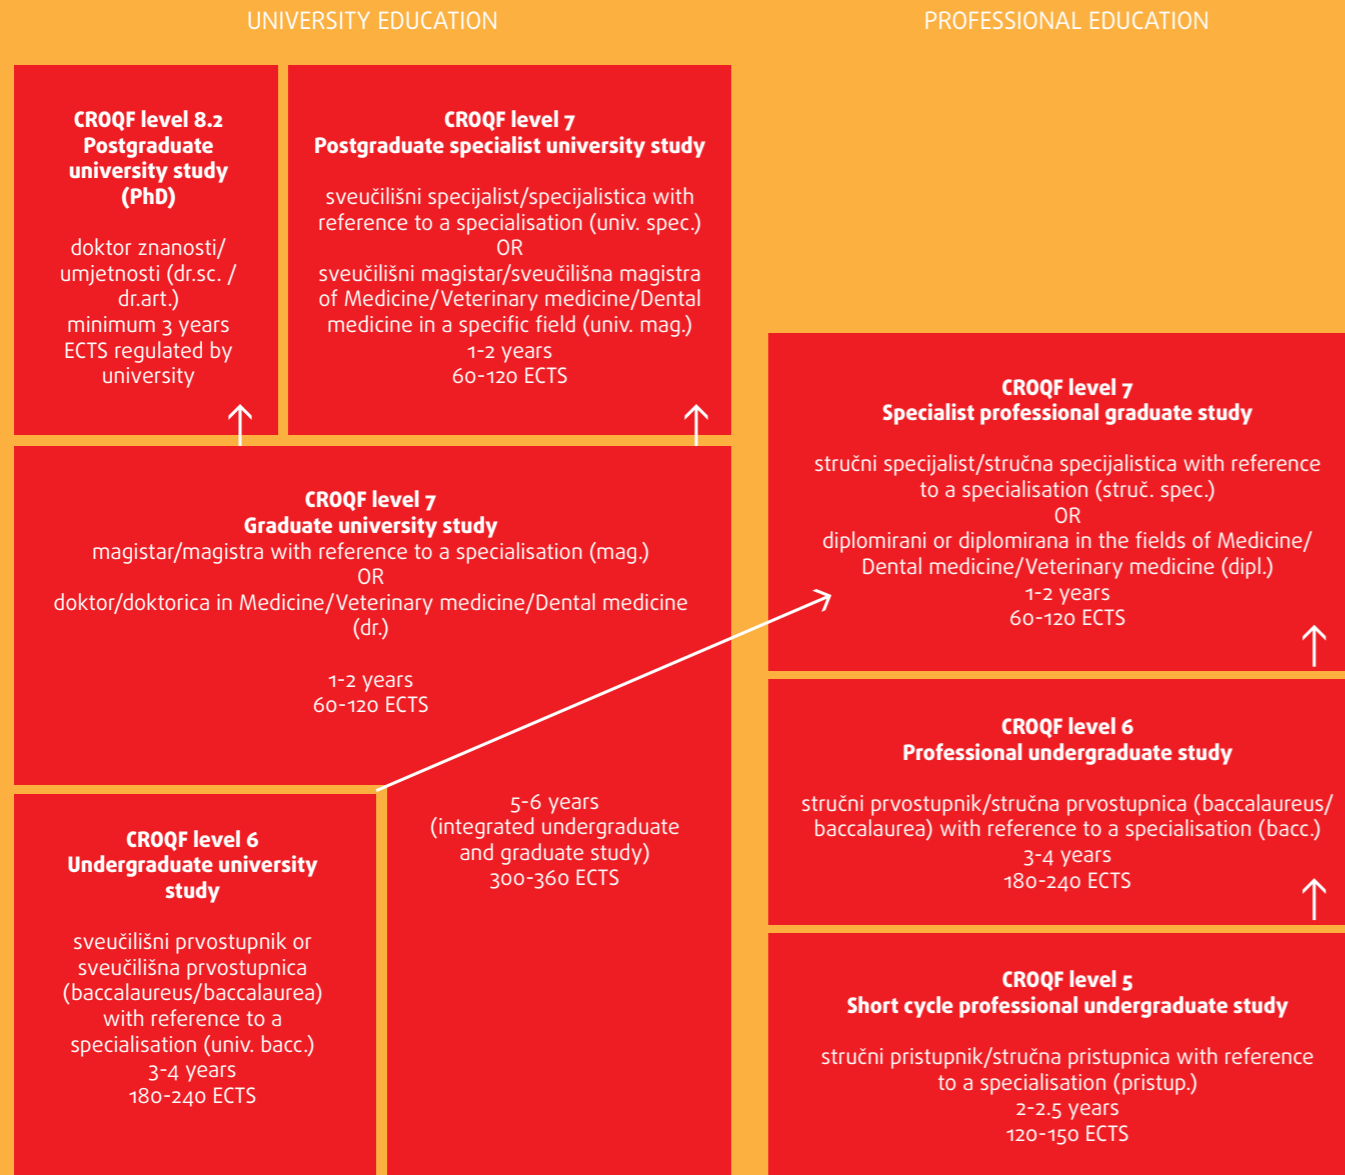 UNIVERSITY EDUCATION
PROFESSIONAL EDUCATION
CROQF level 8.2
Postgraduate
university study
(PhD)
doktor znanosti/
umjetnosti (dr.sc. /
dr.art.)
minimum 3 years
ECTS regulated by
university
CROQF level 7
Postgraduate specialist university study
sveučilišni specijalist/specijalistica with
reference to a specialisation (univ. spec.)
OR
sveučilišni magistar/sveučilišna magistra
of Medicine/Veterinary medicine/Dental
medicine in a specific field (univ. mag.)
1-2 years
60-120 ECTS
CROQF level 7
Graduate university study
magistar/magistra with reference to a specialisation (mag.)
OR
doktor/doktorica in Medicine/Veterinary medicine/Dental medicine
(dr.)
1-2 years
60-120 ECTS
5-6 years
(integrated undergraduate
and graduate study)
300-360 ECTS
CROQF level 6
Undergraduate university
study
sveučilišni prvostupnik or
sveučilišna prvostupnica
(baccalaureus/baccalaurea)
with reference to a
specialisation (univ. bacc.)
3-4 years
180-240 ECTS
CROQF level 7
Specialist professional graduate study
stručni specijalist/stručna specijalistica with reference
to a specialisation (struč. spec.)
OR
diplomirani or diplomirana in the fields of Medicine/
Dental medicine/Veterinary medicine (dipl.)
1-2 years
60-120 ECTS
CROQF level 6
Professional undergraduate study
stručni prvostupnik/stručna prvostupnica (baccalaureus/
baccalaurea) with reference to a specialisation (bacc.)
3-4 years
180-240 ECTS
CROQF level 5
Short cycle professional undergraduate study
stručni pristupnik/stručna pristupnica with reference
to a specialisation (pristup.)
2-2.5 years
120-150 ECTS